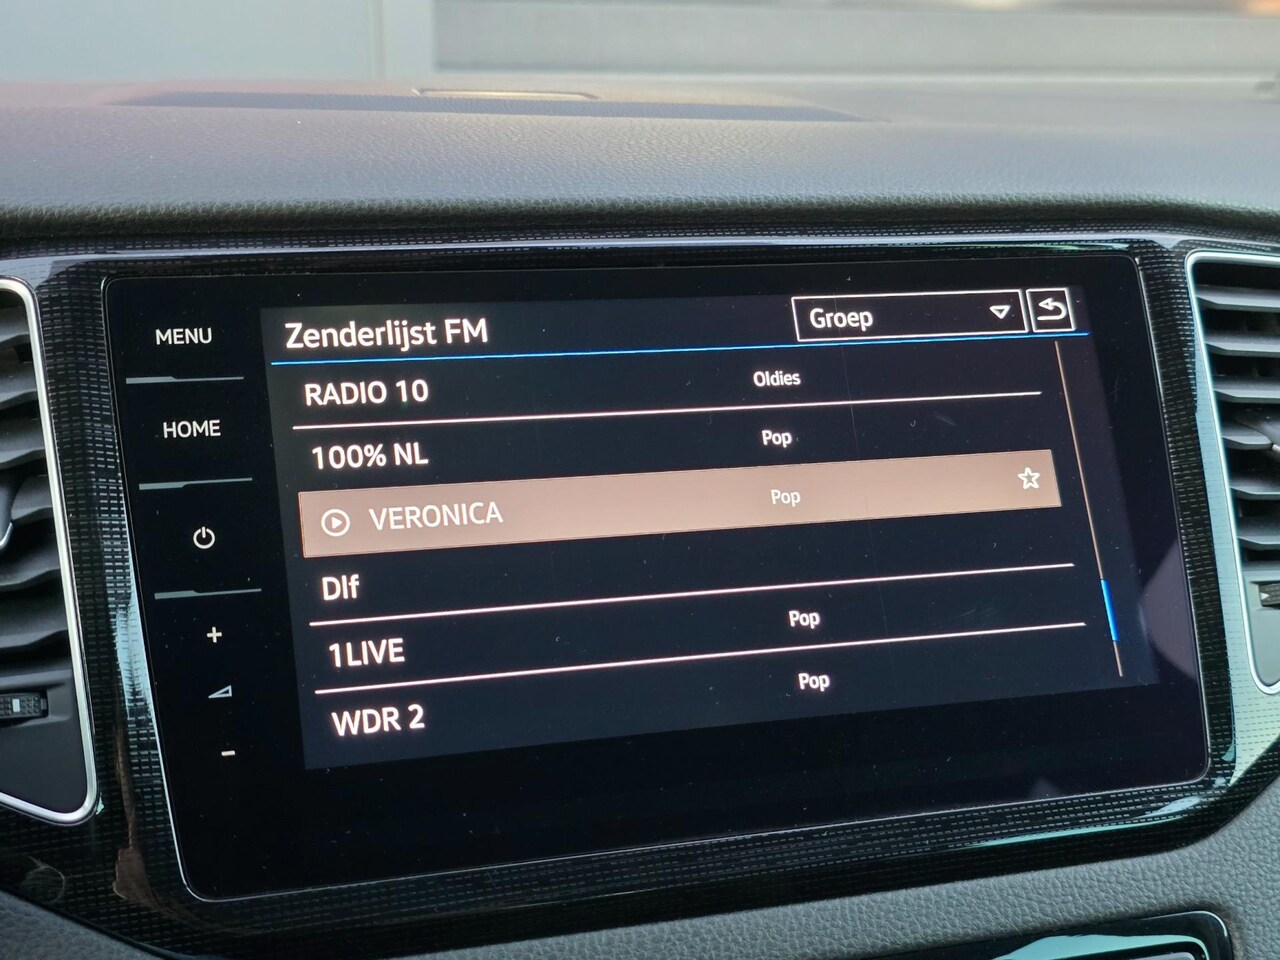 MENU
HOME
Zenderlijst FM
Groep
RADIO 10 Oldies
100% NL Pop
VERONICA Pop
Dlf
1LIVE Pop
WDR 2 Pop
+
-